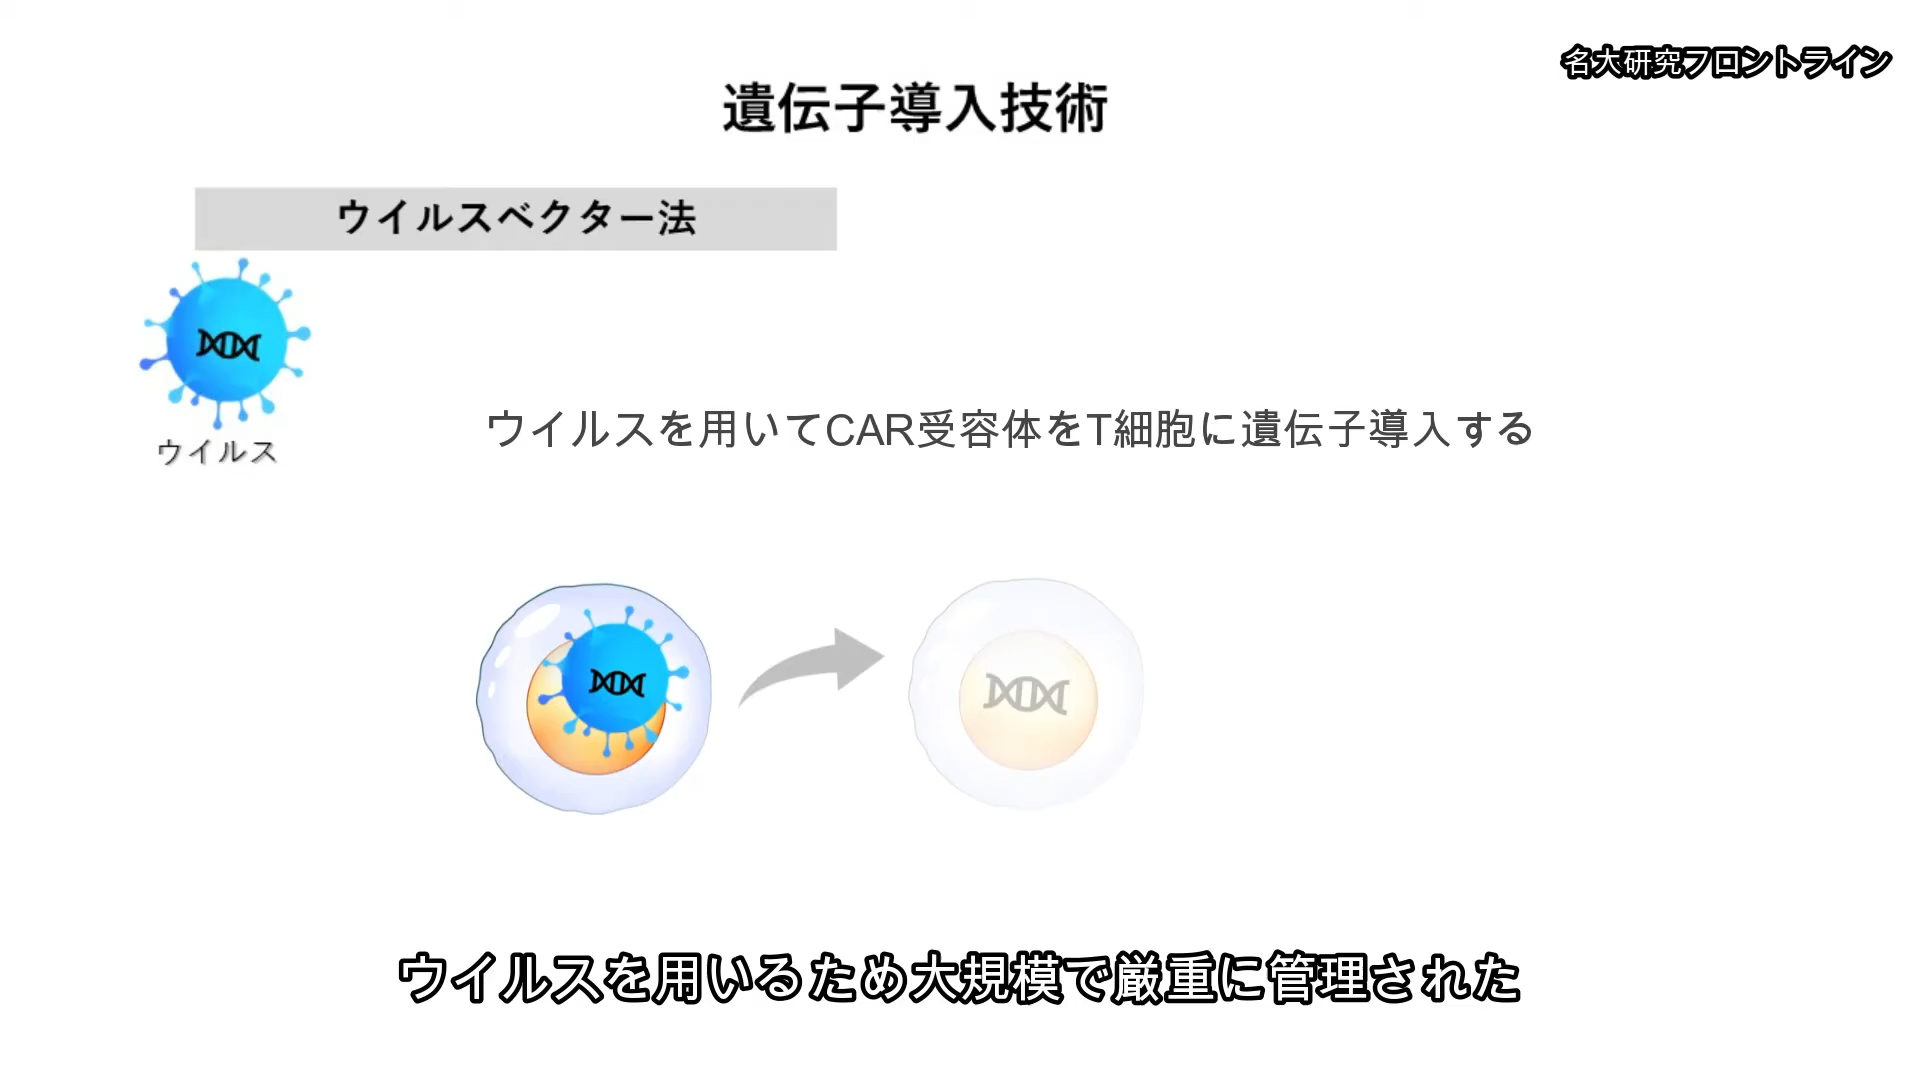 名大研究フロントライン
遺伝子導入技術
ウイルスベクター法
ウイルス
ウイルスを用いてCAR受容体をT細胞に遺伝子導入する
ウイルスを用いるため大規模で厳重に管理された